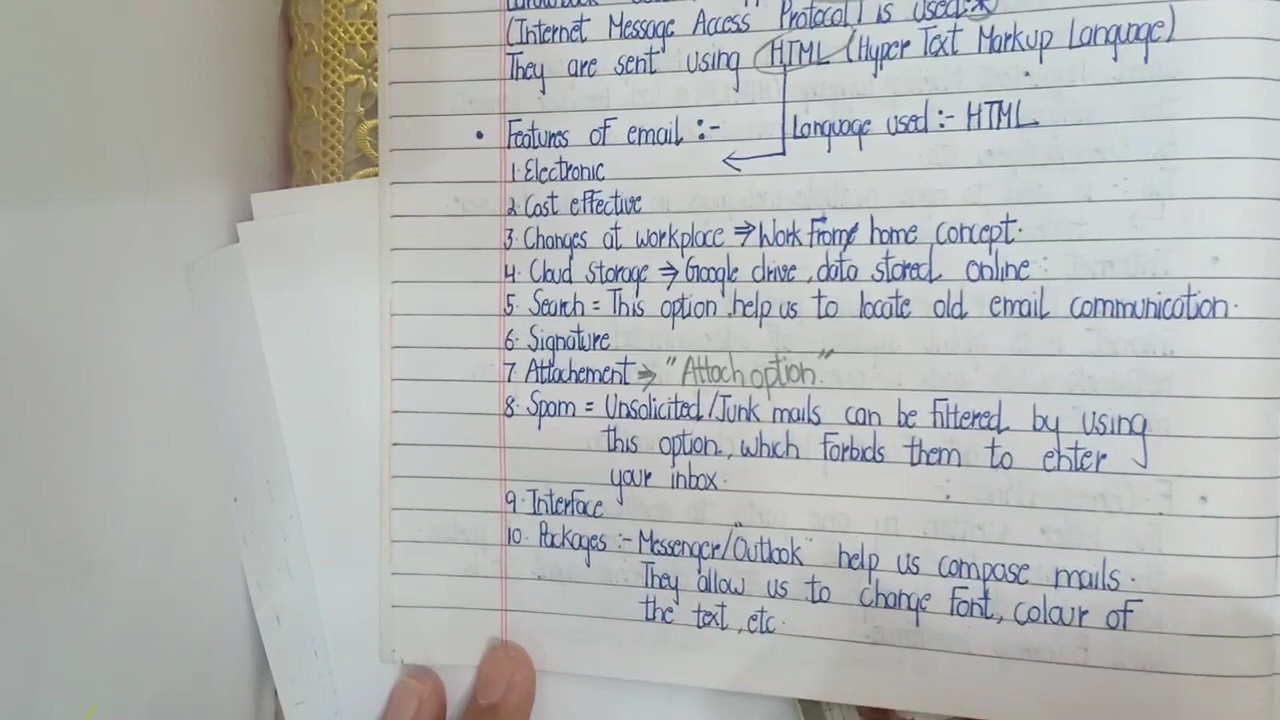 (Internet Message Access Protocol) is used.*
They are sent using HTML (Hyper Text Markup Language)
Language used :- HTML
• Features of email :-
1. Electronic
2. Cost effective
3. Changes at workplace ⇒ Work From home concept.
4. Cloud storage ⇒ Google drive, data stored online
5. Search = This option help us to locate old email communication.
6. Signature
7. Attachement → "Attach option"
8. Spam = Unsolicited/Junk mails can be filtered by using
this option, which forbids them to enter
your inbox.
9. Interface
10. Packages :- Messenger/Outlook" help us compose mails.
They allow us to change font, colour of
the text, etc.